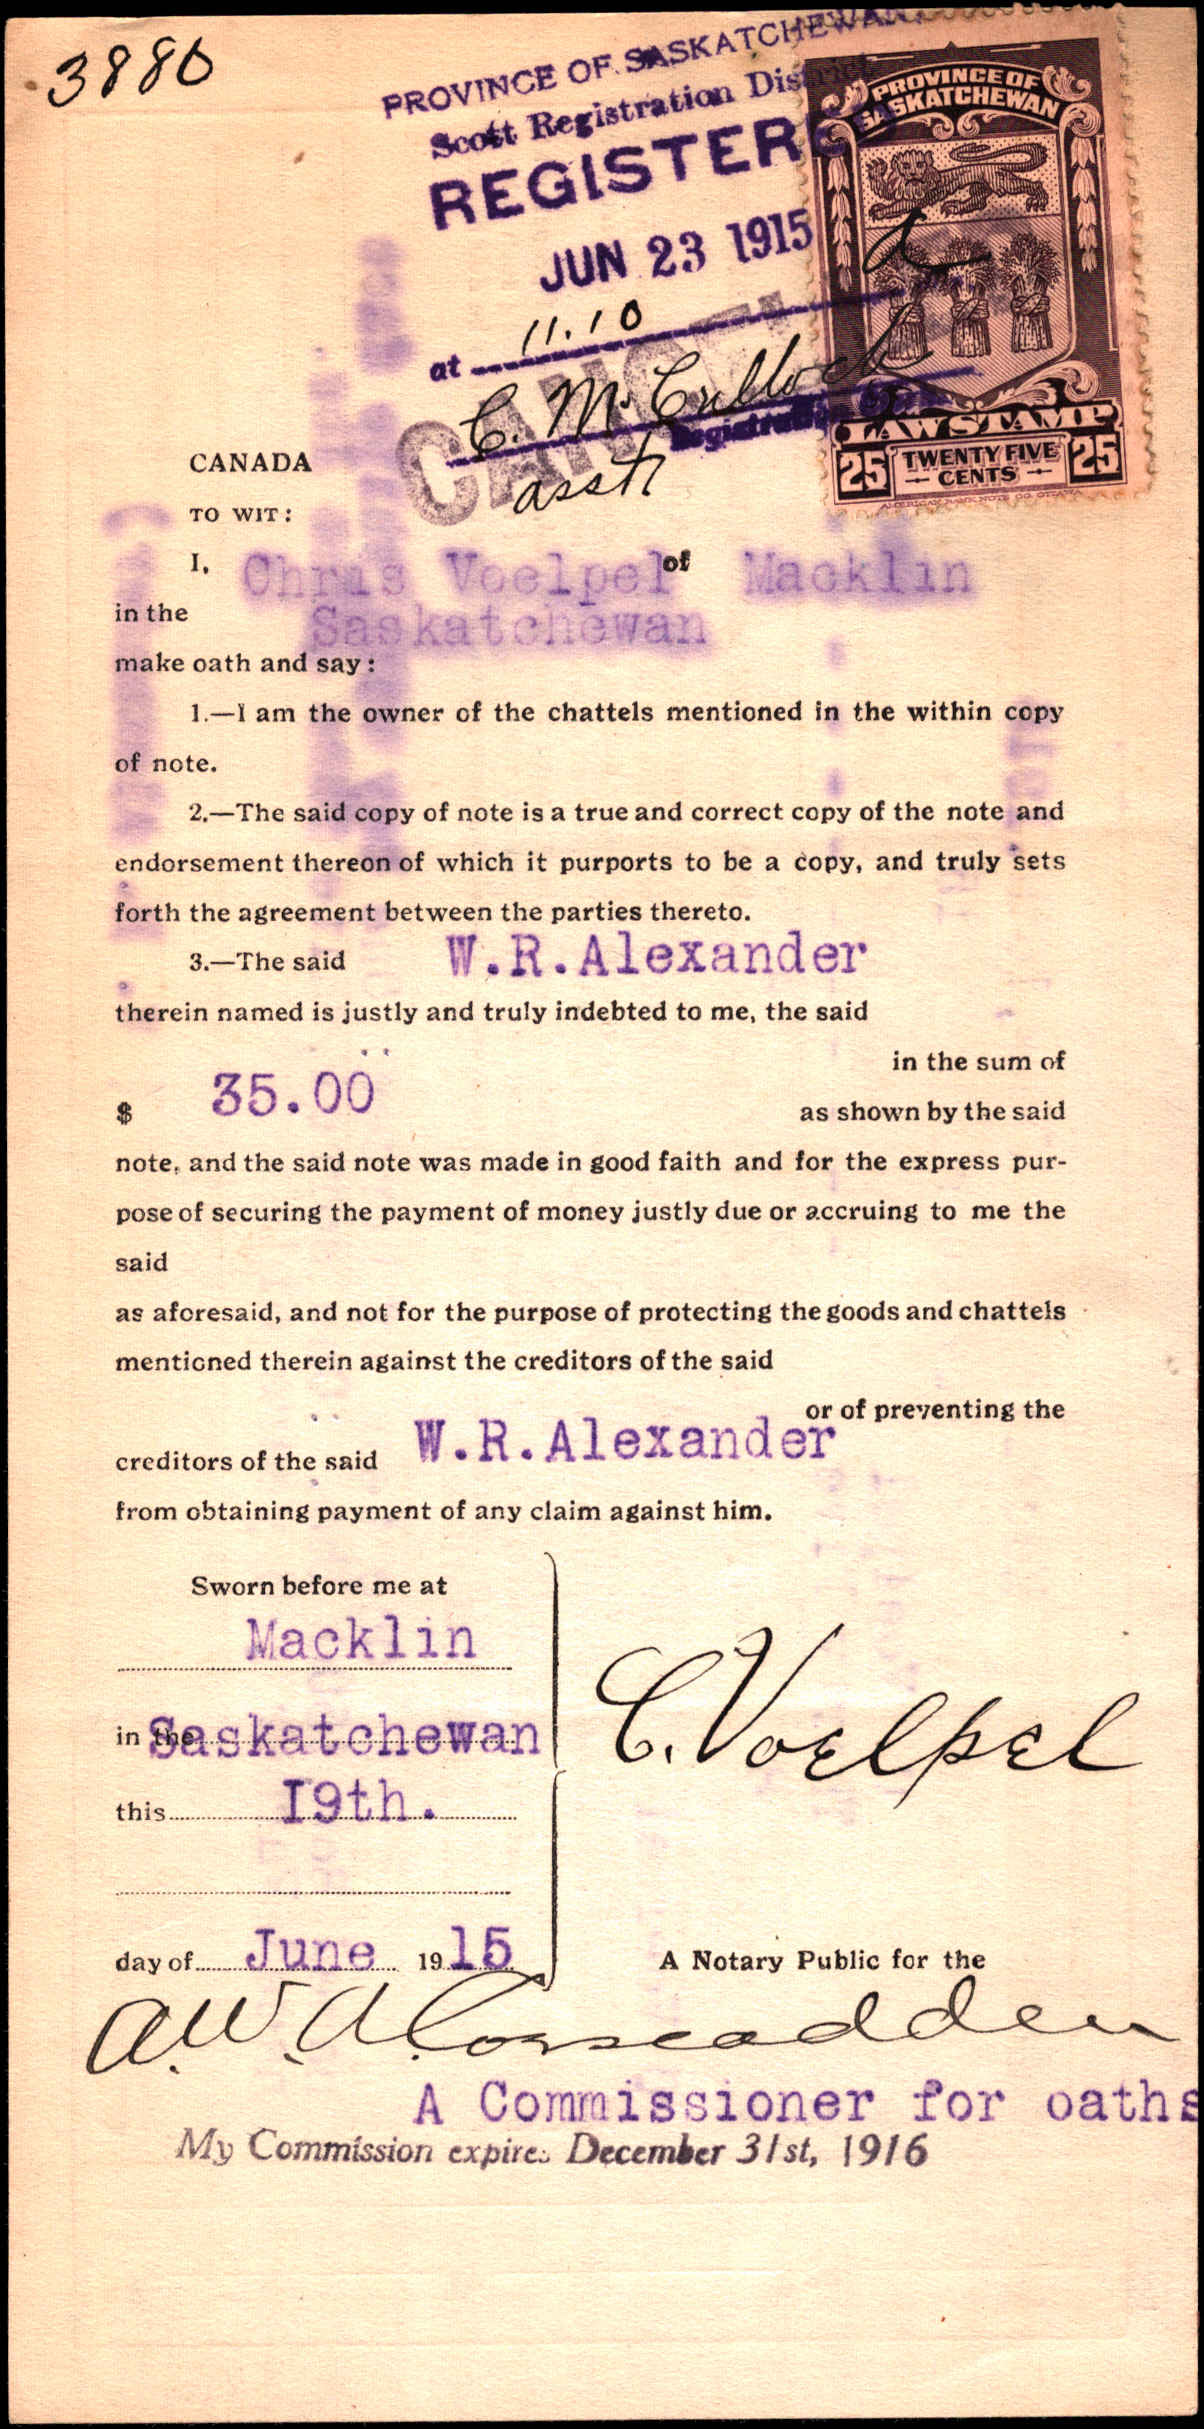 3880
PROVINCE OF SASKATCHEWAN
Scott Registration District
REGISTERED
JUN 23 1915
at 11.10 a
C. McCulloch
Registration Clerk
asst
CANC
PROVINCE OF
SASKATCHEWAN
LAW STAMP
25 TWENTY FIVE 25
CENTS
AMERICAN BANK NOTE CO. OTTAWA
CANADA
TO WIT:
I, Chris Voelpel of Macklin
in the Saskatchewan
make oath and say:
1.—I am the owner of the chattels mentioned in the within copy
of note.
2.—The said copy of note is a true and correct copy of the note and
endorsement thereon of which it purports to be a copy, and truly sets
forth the agreement between the parties thereto.
3.—The said W.R.Alexander
therein named is justly and truly indebted to me, the said
in the sum of
$ 35.00 as shown by the said
note, and the said note was made in good faith and for the express pur-
pose of securing the payment of money justly due or accruing to me the
said
as aforesaid, and not for the purpose of protecting the goods and chattels
mentioned therein against the creditors of the said
or of preventing the
creditors of the said W.R.Alexander
from obtaining payment of any claim against him.
Sworn before me at
Macklin
in the Saskatchewan
C. Voelpel
this I9th.
day of June 1915
A Notary Public for the
A.W.A.
A Commissioner for oaths
My Commission expires December 31st, 1916